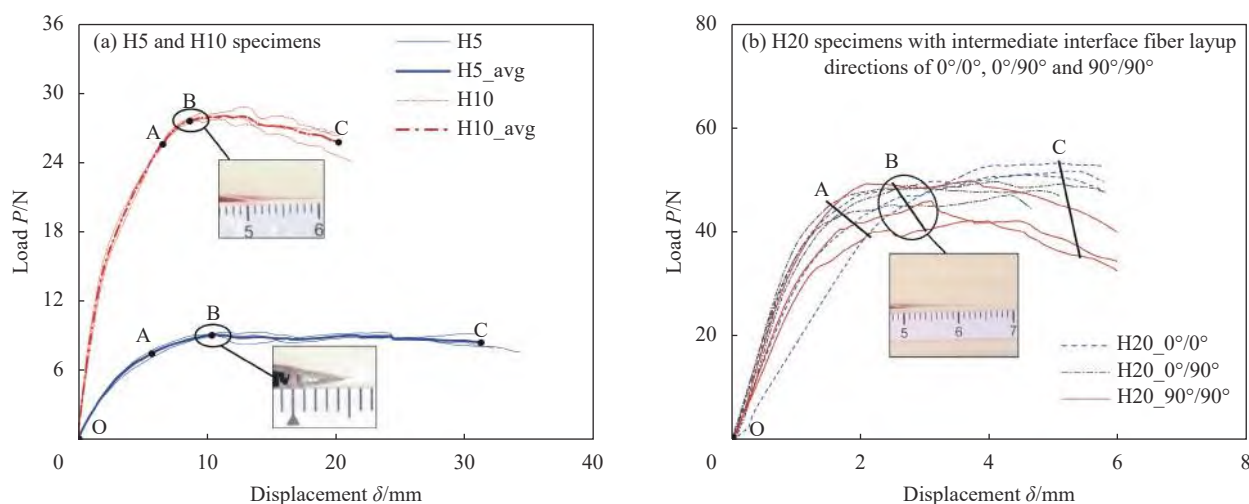 36
30
24
18
12
6
0
Load P/N
(a) H5 and H10 specimens
H5
H5_avg
H10
H10_avg
A
B
C
5 6
A
B
C
O
10 20 30 40
Displacement δ/mm
80
60
40
20
0
Load P/N
(b) H20 specimens with intermediate interface fiber layup
directions of 0°/0°, 0°/90° and 90°/90°
A
B
C
5 6 7
H20_0°/0°
H20_0°/90°
H20_90°/90°
O
2 4 6 8
Displacement δ/mm